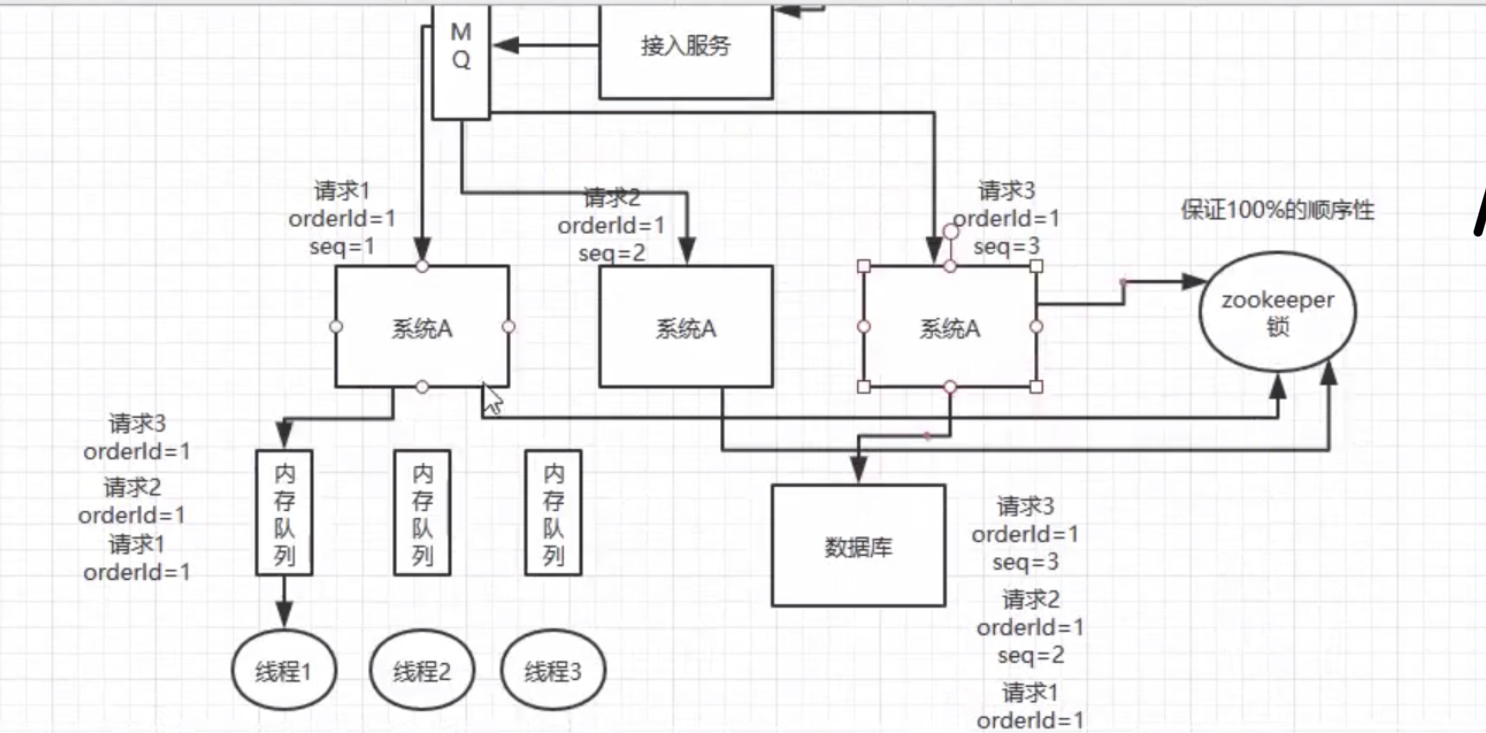 M
Q
接入服务
请求1
orderId=1
seq=1
请求2
orderId=1
seq=2
请求3
orderId=1
seq=3
保证100%的顺序性
系统A
系统A
系统A
zookeeper
锁
请求3
orderId=1
请求2
orderId=1
请求1
orderId=1
内
存
队
列
内
存
队
列
内
存
队
列
数据库
请求3
orderId=1
seq=3
请求2
orderId=1
seq=2
请求1
orderId=1
线程1
线程2
线程3